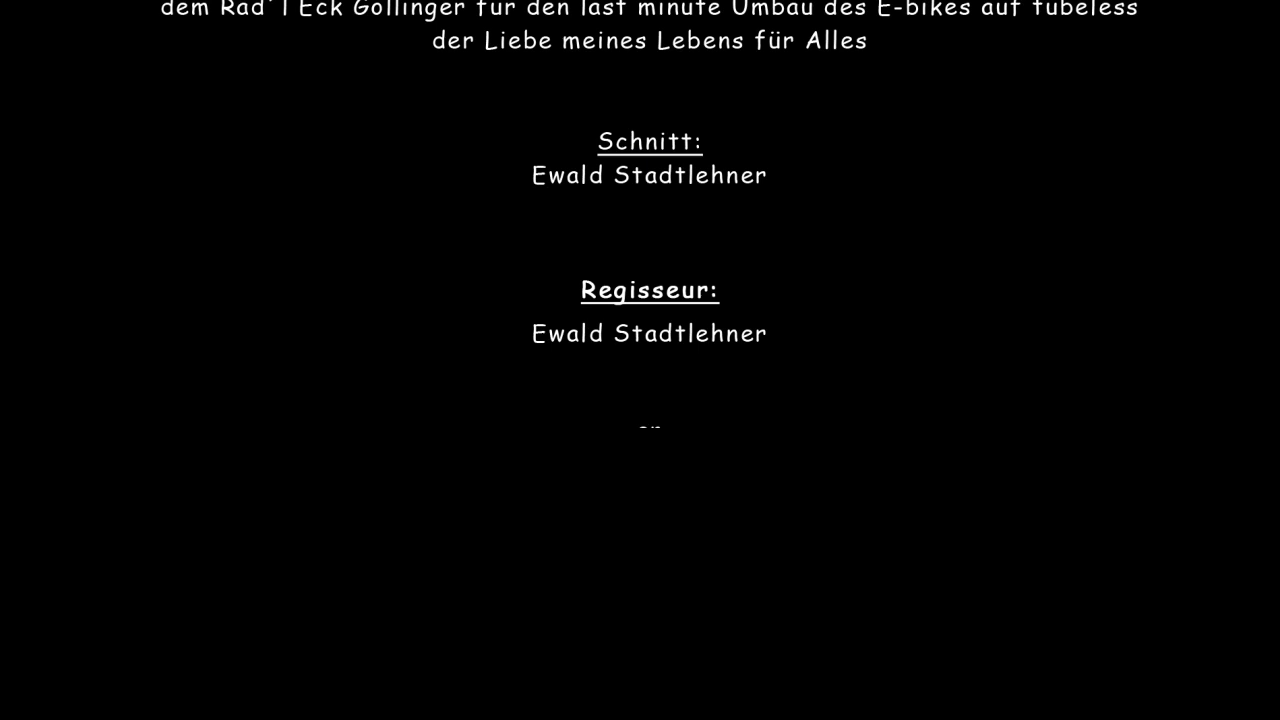 dem Rad´l Eck Göllinger für den last minute Umbau des E-bikes auf tubeless
der Liebe meines Lebens für Alles
Schnitt:
Ewald Stadtlehner
Regisseur:
Ewald Stadtlehner